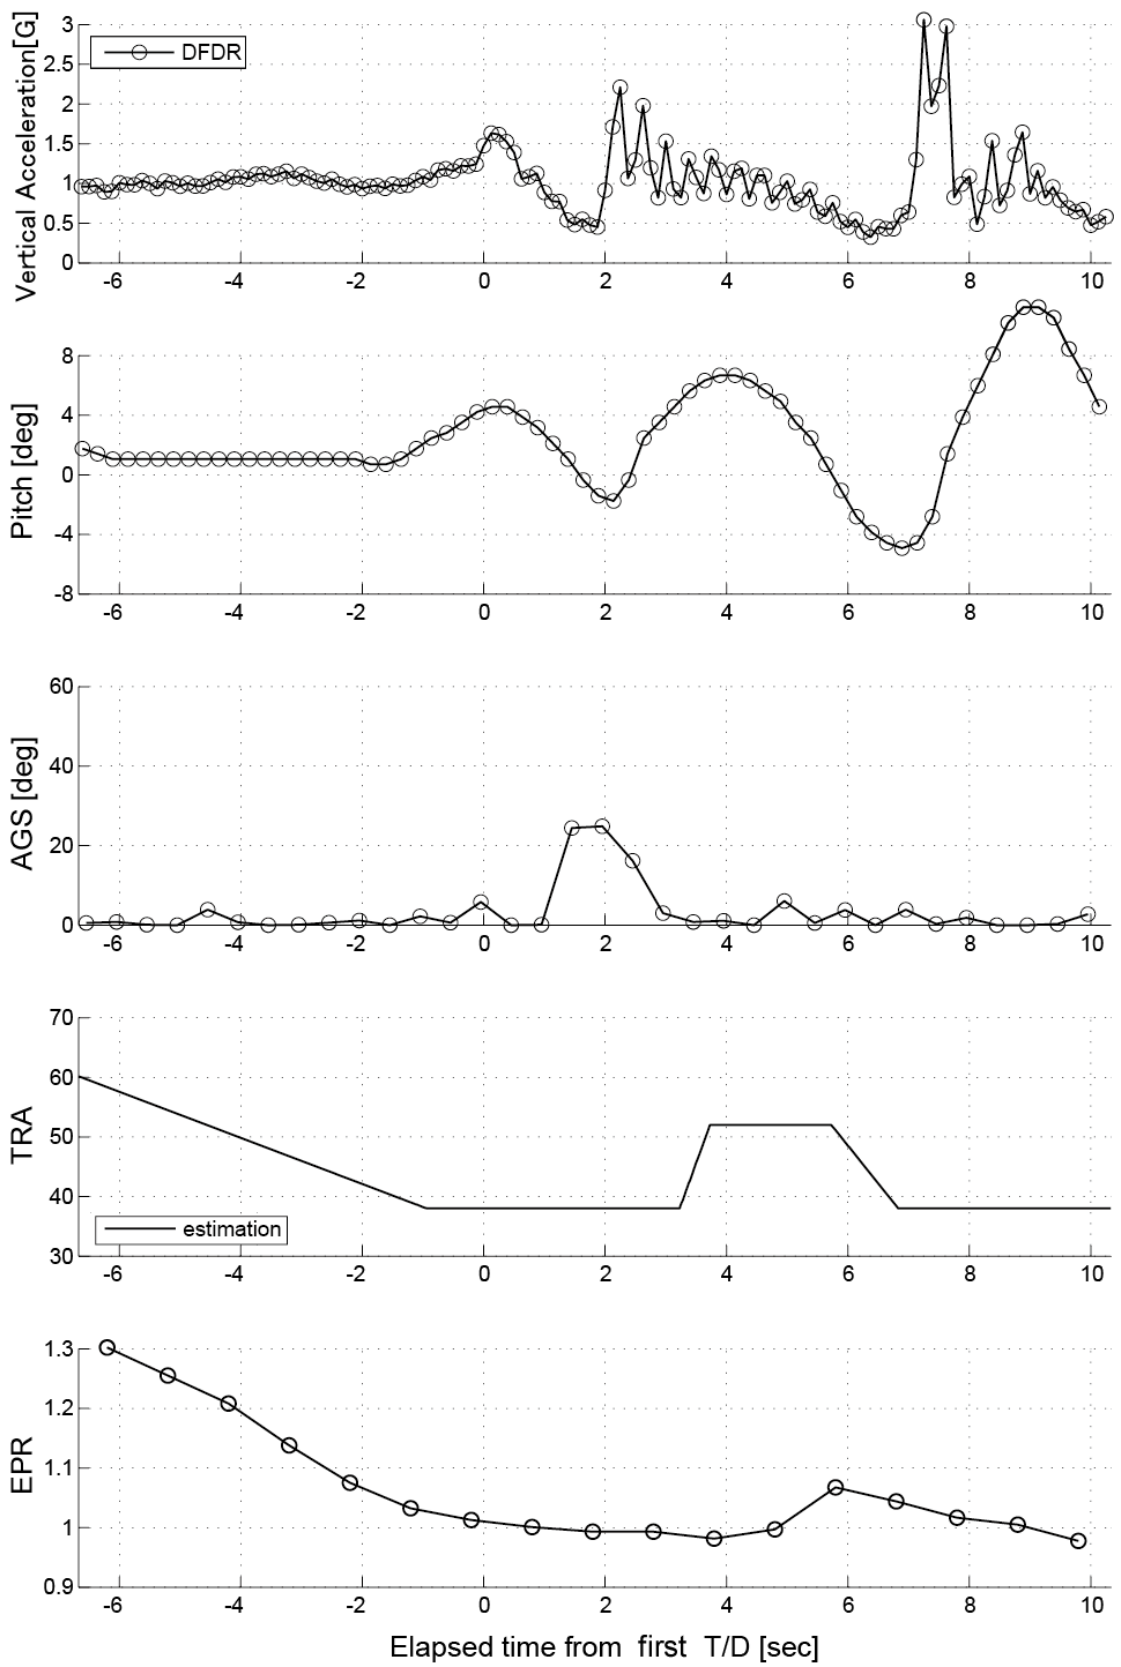 Vertical Acceleration[G]
3
2.5
2
1.5
1
0.5
0
DFDR
-6 -4 -2 0 2 4 6 8 10
Pitch [deg]
8
4
0
-4
-8
-6 -4 -2 0 2 4 6 8 10
AGS [deg]
60
40
20
0
-6 -4 -2 0 2 4 6 8 10
TRA
70
60
50
40
30
estimation
-6 -4 -2 0 2 4 6 8 10
EPR
1.3
1.2
1.1
1
0.9
-6 -4 -2 0 2 4 6 8 10
Elapsed time from first T/D [sec]